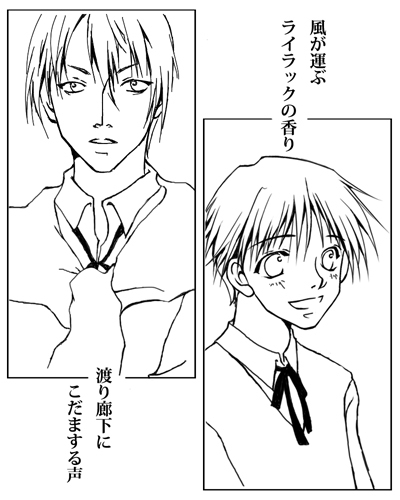 風が運ぶ
ライラックの香り
渡り廊下に
こだまする声